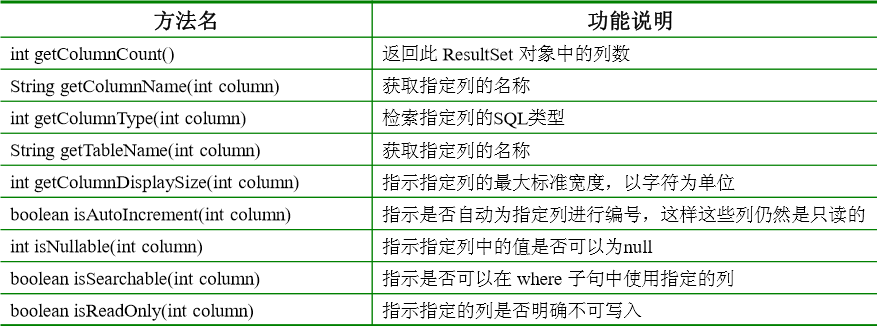 方法名 功能说明
int getColumnCount() 返回此 ResultSet 对象中的列数
String getColumnName(int column) 获取指定列的名称
int getColumnType(int column) 检索指定列的SQL类型
String getTableName(int column) 获取指定列的名称
int getColumnDisplaySize(int column) 指示指定列的最大标准宽度，以字符为单位
boolean isAutoIncrement(int column) 指示是否自动为指定列进行编号，这样这些列仍然是只读的
int isNullable(int column) 指示指定列中的值是否可以为null
boolean isSearchable(int column) 指示是否可以在 where 子句中使用指定的列
boolean isReadOnly(int column) 指示指定的列是否明确不可写入